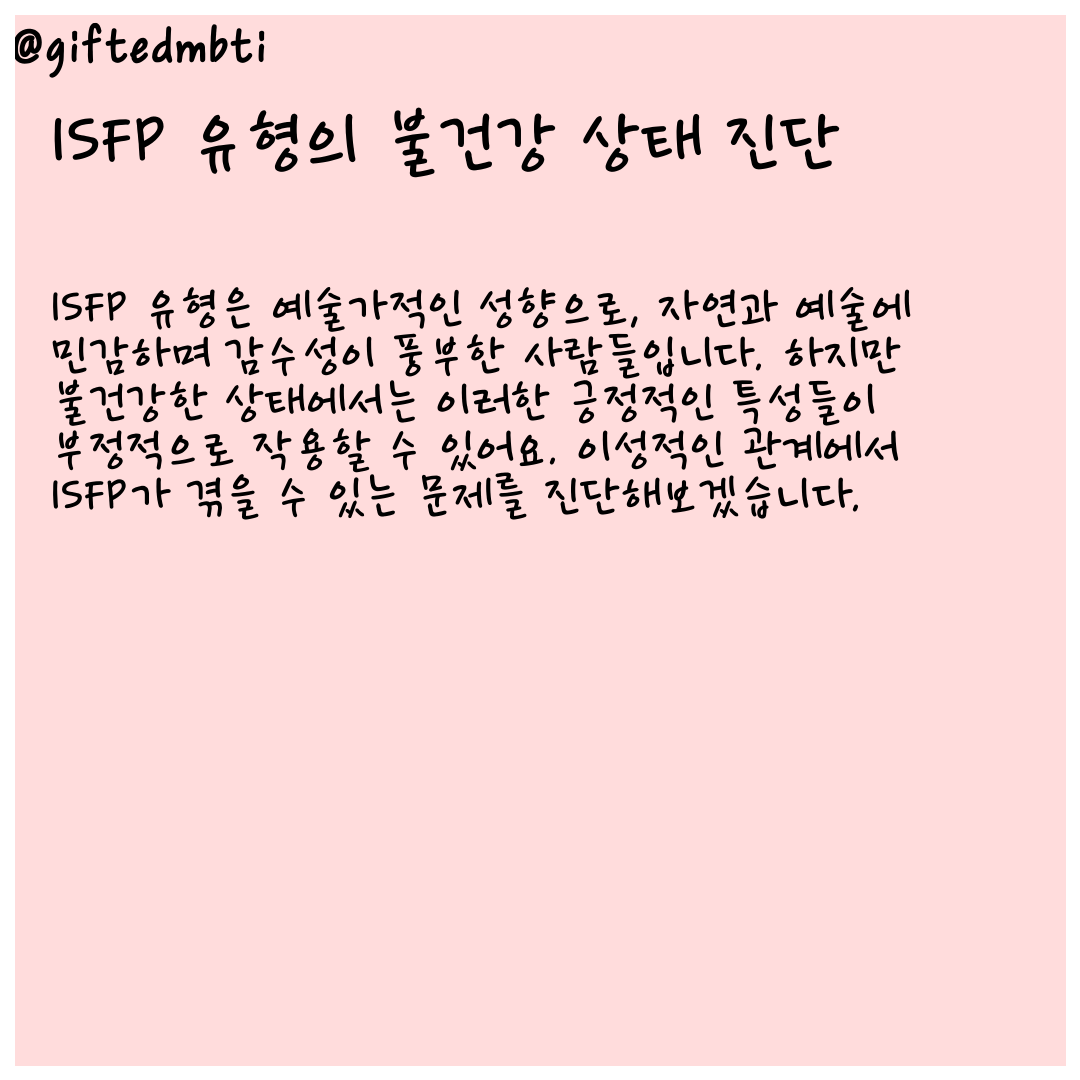 @giftedmbti
ISFP 유형의 불건강 상태 진단
ISFP 유형은 예술가적인 성향으로, 자연과 예술에
민감하며 감수성이 풍부한 사람들입니다. 하지만
불건강한 상태에서는 이러한 긍정적인 특성들이
부정적으로 작용할 수 있어요. 이성적인 관계에서
ISFP가 겪을 수 있는 문제를 진단해보겠습니다.